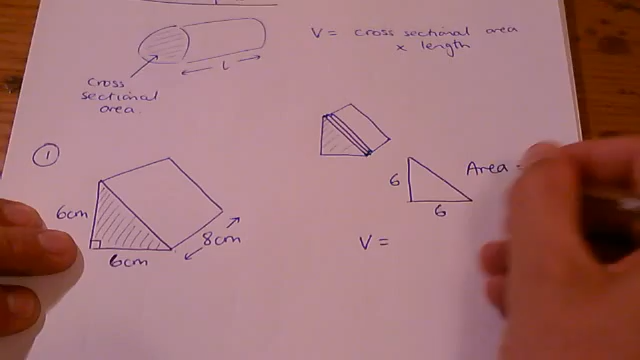 V = cross sectional area
x length
L
cross
sectional
area.
1
6cm
8cm
6cm
6
6
Area
V =